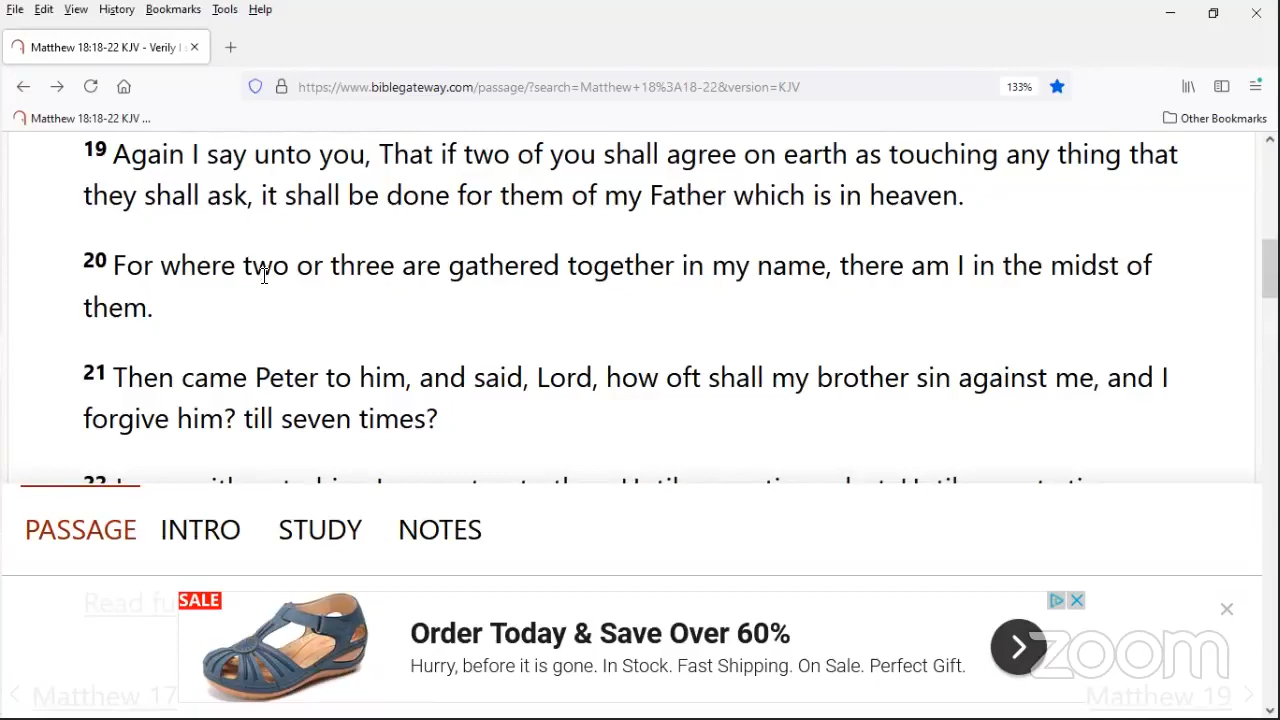 File Edit View History Bookmarks Tools Help
Matthew 18:18-22 KJV - Verily I
https://www.biblegateway.com/passage/?search=Matthew+18%3A18-22&version=KJV 133%
Matthew 18:18-22 KJV ... Other Bookmarks
19 Again I say unto you, That if two of you shall agree on earth as touching any thing that
they shall ask, it shall be done for them of my Father which is in heaven.
20 For where two or three are gathered together in my name, there am I in the midst of
them.
21 Then came Peter to him, and said, Lord, how oft shall my brother sin against me, and I
forgive him? till seven times?
22
PASSAGE INTRO STUDY NOTES
Read fu
SALE
Order Today & Save Over 60%
Hurry, before it is gone. In Stock. Fast Shipping. On Sale. Perfect Gift.
zoom
Matthew 17 Matthew 19